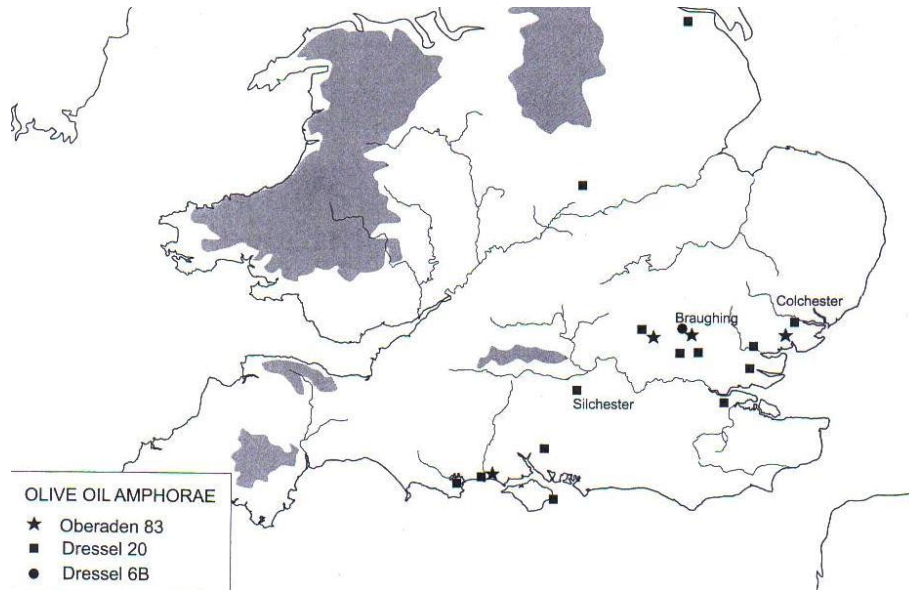 Colchester
Braughing
Silchester
OLIVE OIL AMPHORAE
Oberaden 83
Dressel 20
Dressel 6B